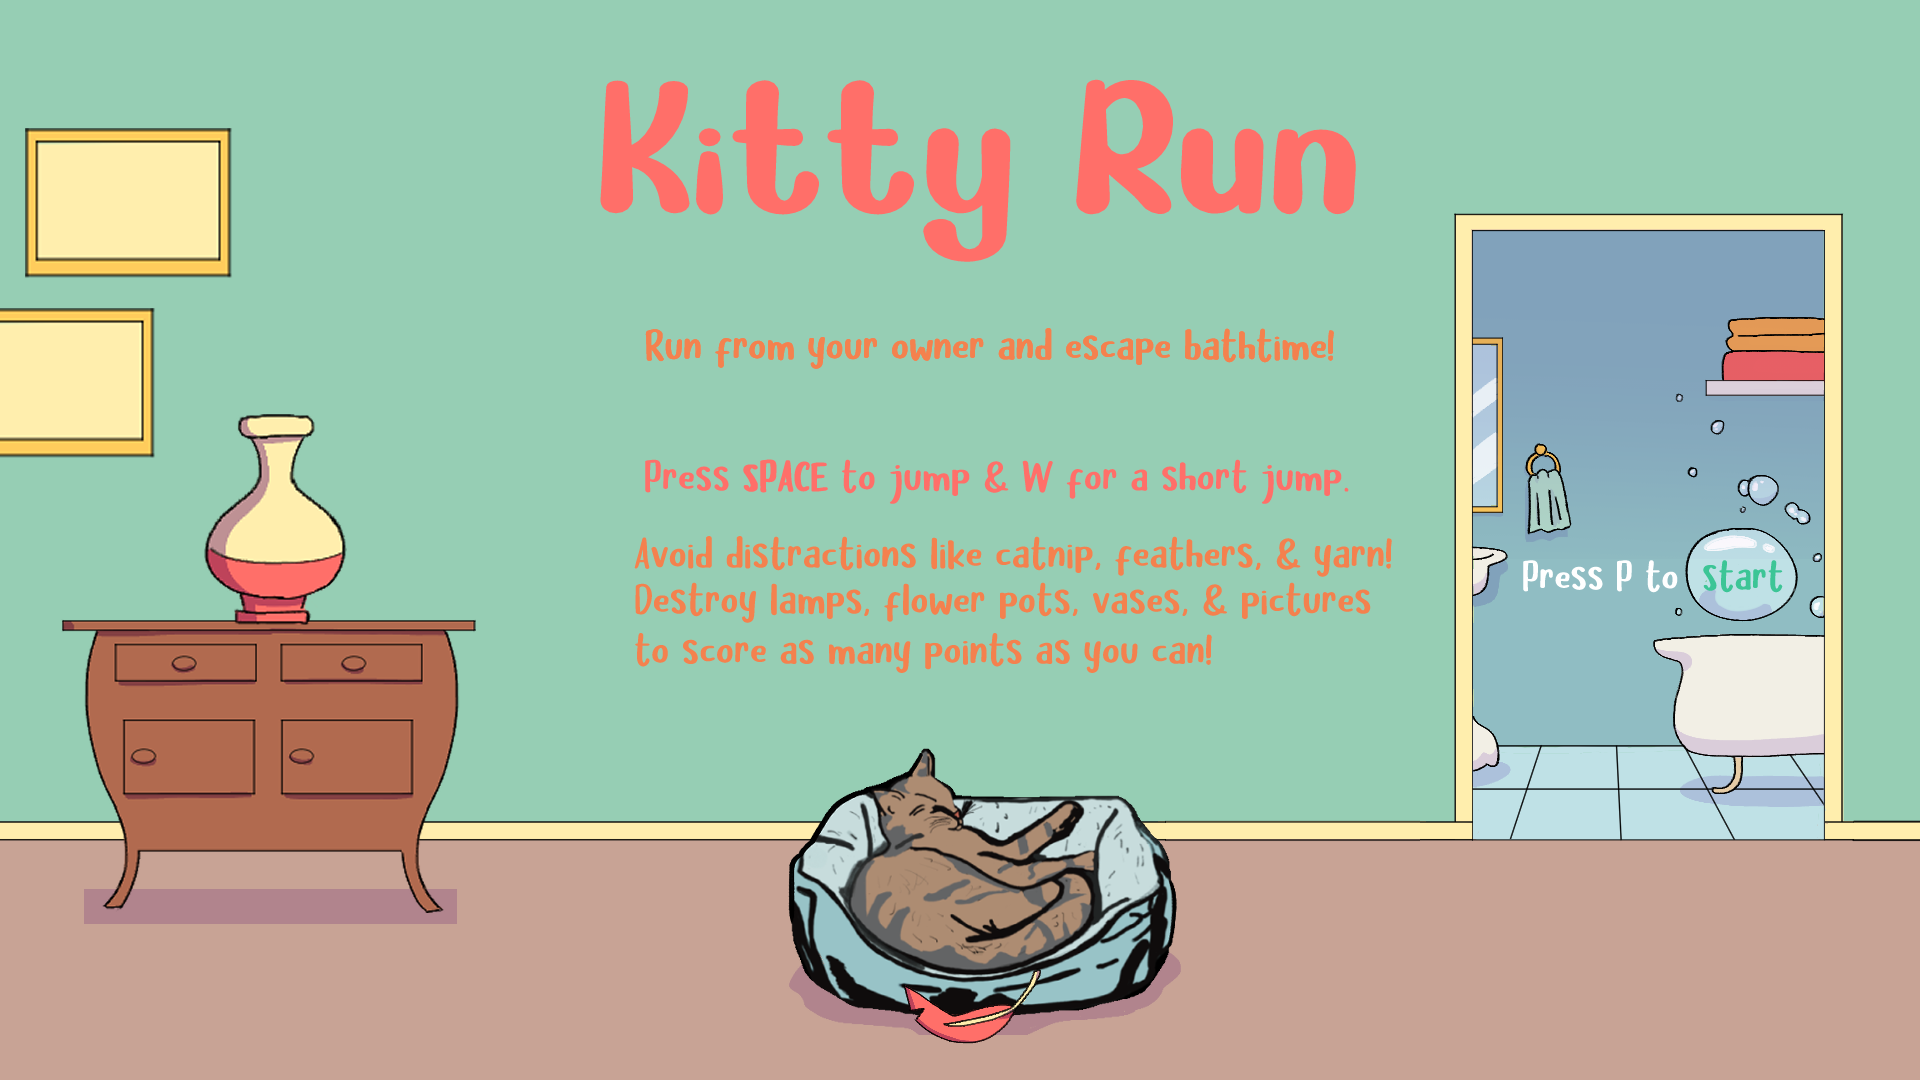 Kitty Run
Run from your owner and escape bathtime!
Press SPACE to jump & W for a short jump.
Avoid distractions like catnip, feathers, & yarn!
Destroy lamps, flower pots, vases, & pictures
to score as many points as you can!
Press P to start